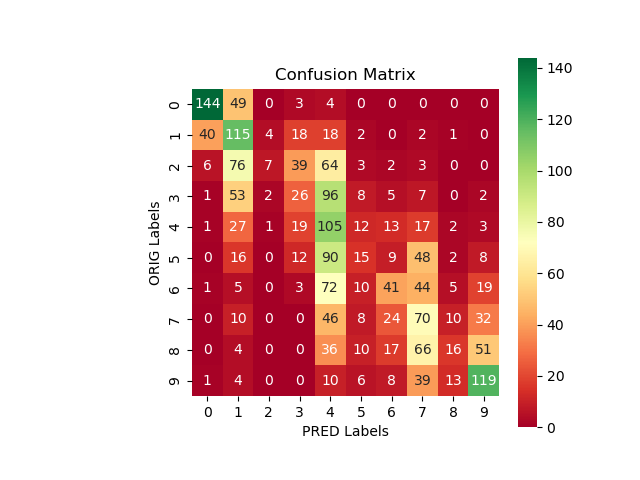 Confusion Matrix
0 144 49 0 3 4 0 0 0 0 0
1 40 115 4 18 18 2 0 2 1 0
2 6 76 7 39 64 3 2 3 0 0
3 1 53 2 26 96 8 5 7 0 2
4 1 27 1 19 105 12 13 17 2 3
5 0 16 0 12 90 15 9 48 2 8
6 1 5 0 3 72 10 41 44 5 19
7 0 10 0 0 46 8 24 70 10 32
8 0 4 0 0 36 10 17 66 16 51
9 1 4 0 0 10 6 8 39 13 119
0 1 2 3 4 5 6 7 8 9
PRED Labels
ORIG Labels
140
120
100
80
60
40
20
0